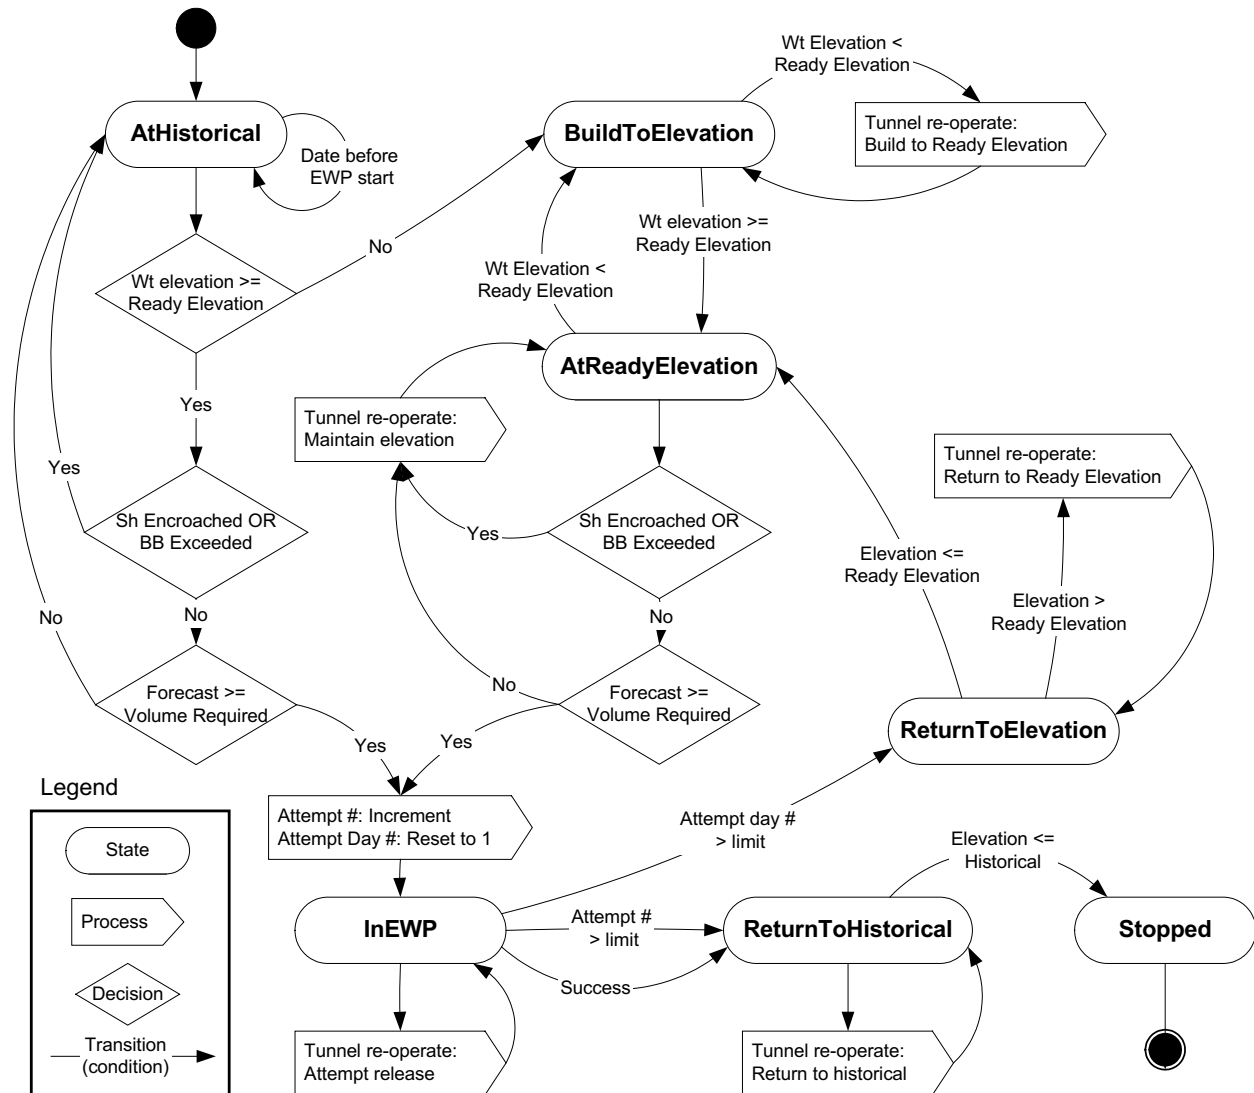 AtHistorical
Date before
EWP start
Wt elevation >=
Ready Elevation
No
Yes
Sh Encroached OR
BB Exceeded
Yes
No
Forecast >=
Volume Required
No
Yes
BuildToElevation
Wt Elevation <
Ready Elevation
Tunnel re-operate:
Build to Ready Elevation
Wt elevation >=
Ready Elevation
Wt Elevation <
Ready Elevation
AtReadyElevation
Tunnel re-operate:
Maintain elevation
Sh Encroached OR
BB Exceeded
Yes
No
Forecast >=
Volume Required
No
Yes
Tunnel re-operate:
Return to Ready Elevation
Elevation <=
Ready Elevation
Elevation >
Ready Elevation
ReturnToElevation
Attempt #: Increment
Attempt Day #: Reset to 1
Attempt day #
> limit
InEWP
Attempt #
> limit
Success
ReturnToHistorical
Elevation <=
Historical
Stopped
Tunnel re-operate:
Attempt release
Tunnel re-operate:
Return to historical
Legend
State
Process
Decision
Transition
(condition)